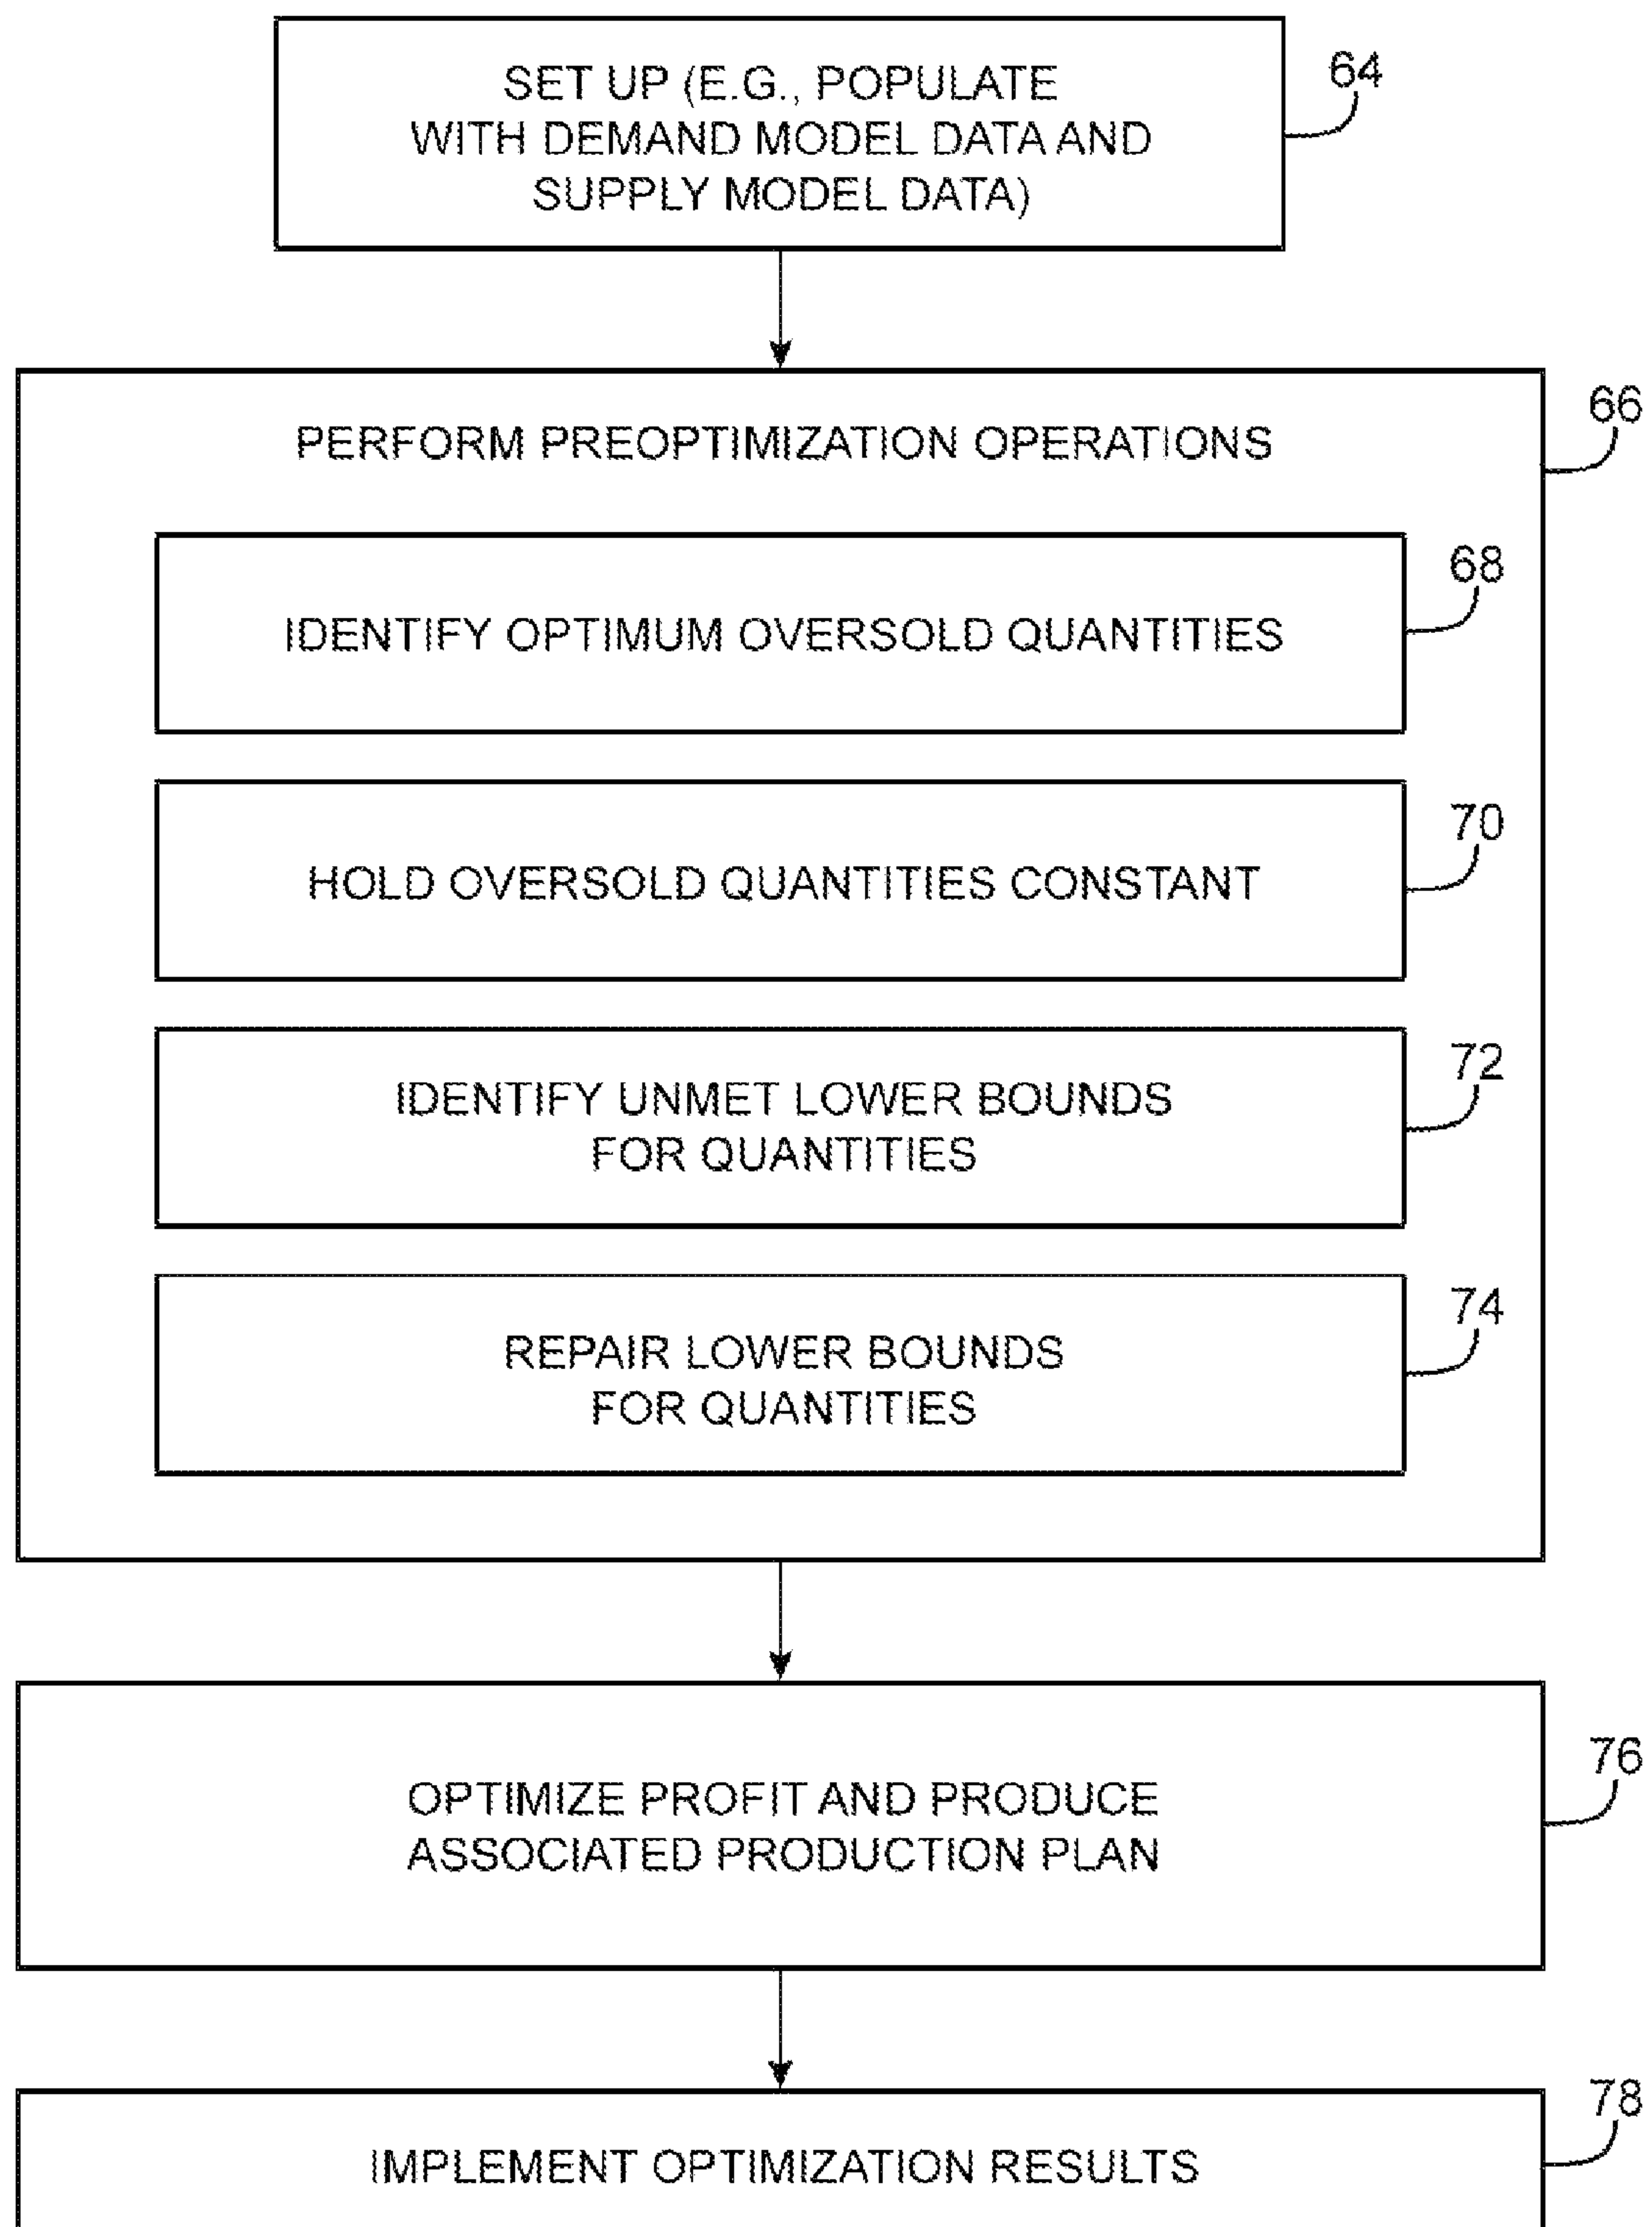 SET UP (E.G., POPULATE
WITH DEMAND MODEL DATA AND
SUPPLY MODEL DATA)
64
PERFORM PREOPTIMIZATION OPERATIONS
66
IDENTIFY OPTIMUM OVERSOLD QUANTITIES
68
HOLD OVERSOLD QUANTITIES CONSTANT
70
IDENTIFY UNMET LOWER BOUNDS
FOR QUANTITIES
72
REPAIR LOWER BOUNDS
FOR QUANTITIES
74
OPTIMIZE PROFIT AND PRODUCE
ASSOCIATED PRODUCTION PLAN
76
IMPLEMENT OPTIMIZATION RESULTS
78